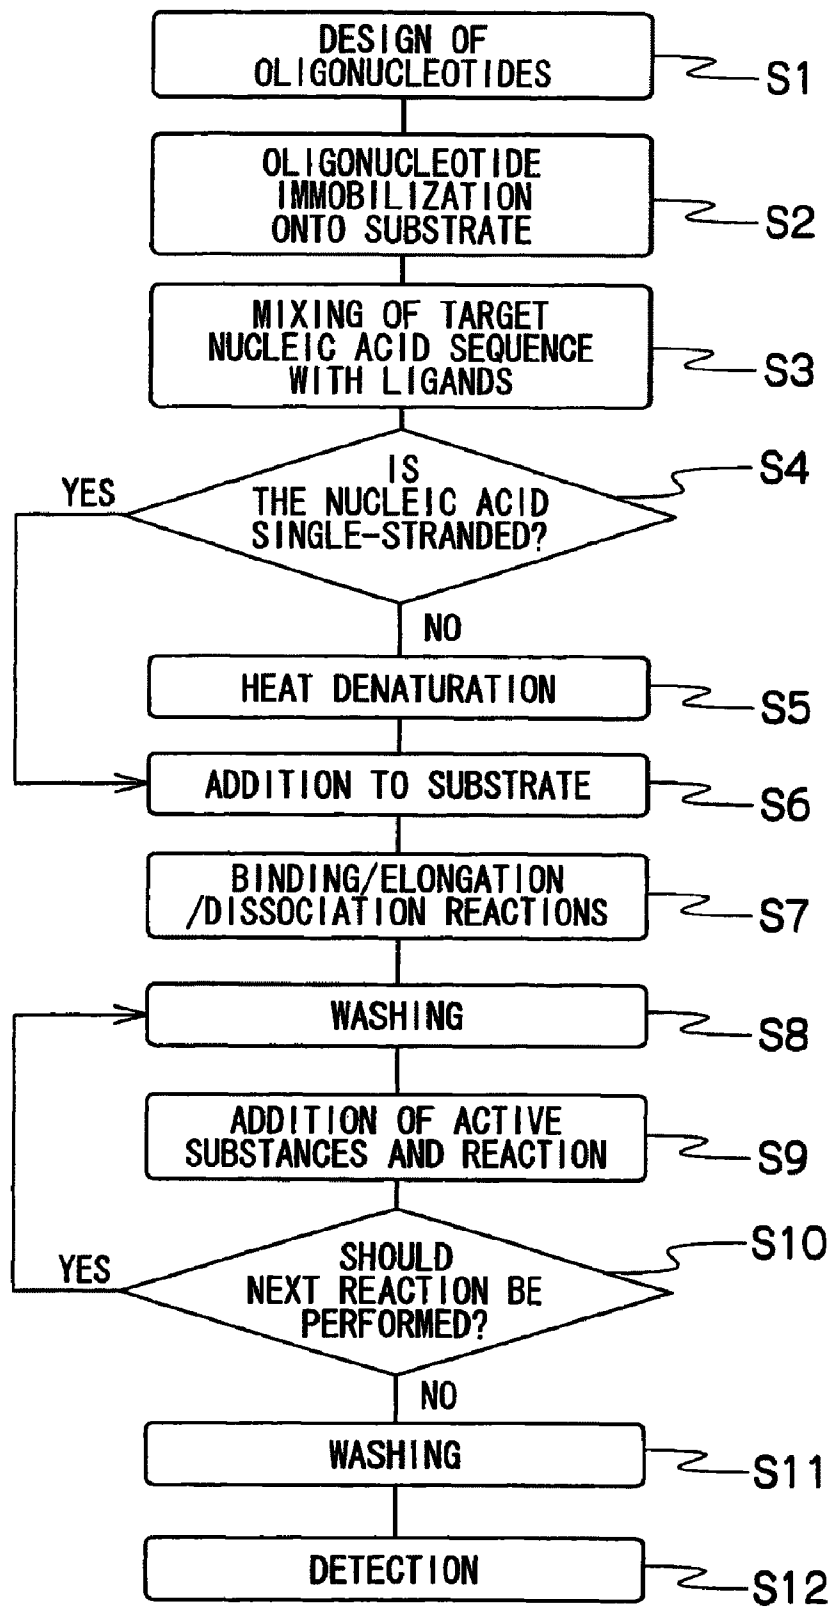 DESIGN OF
OLIGONUCLEOTIDES
S1
OLIGONUCLEOTIDE
IMMOBILIZATION
ONTO SUBSTRATE
S2
MIXING OF TARGET
NUCLEIC ACID SEQUENCE
WITH LIGANDS
S3
IS
THE NUCLEIC ACID
SINGLE-STRANDED?
S4
YES
NO
HEAT DENATURATION
S5
ADDITION TO SUBSTRATE
S6
BINDING/ELONGATION
/DISSOCIATION REACTIONS
S7
WASHING
S8
ADDITION OF ACTIVE
SUBSTANCES AND REACTION
S9
SHOULD
NEXT REACTION BE
PERFORMED?
S10
YES
NO
WASHING
S11
DETECTION
S12